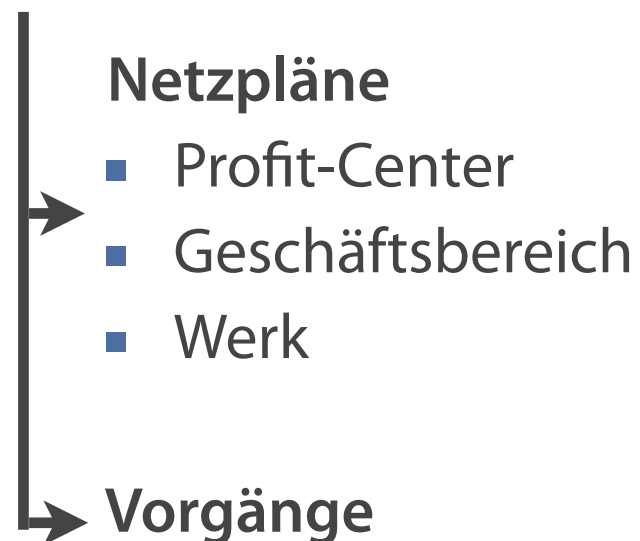 Netzpläne
▪ Profit-Center
▪ Geschäftsbereich
▪ Werk
Vorgänge